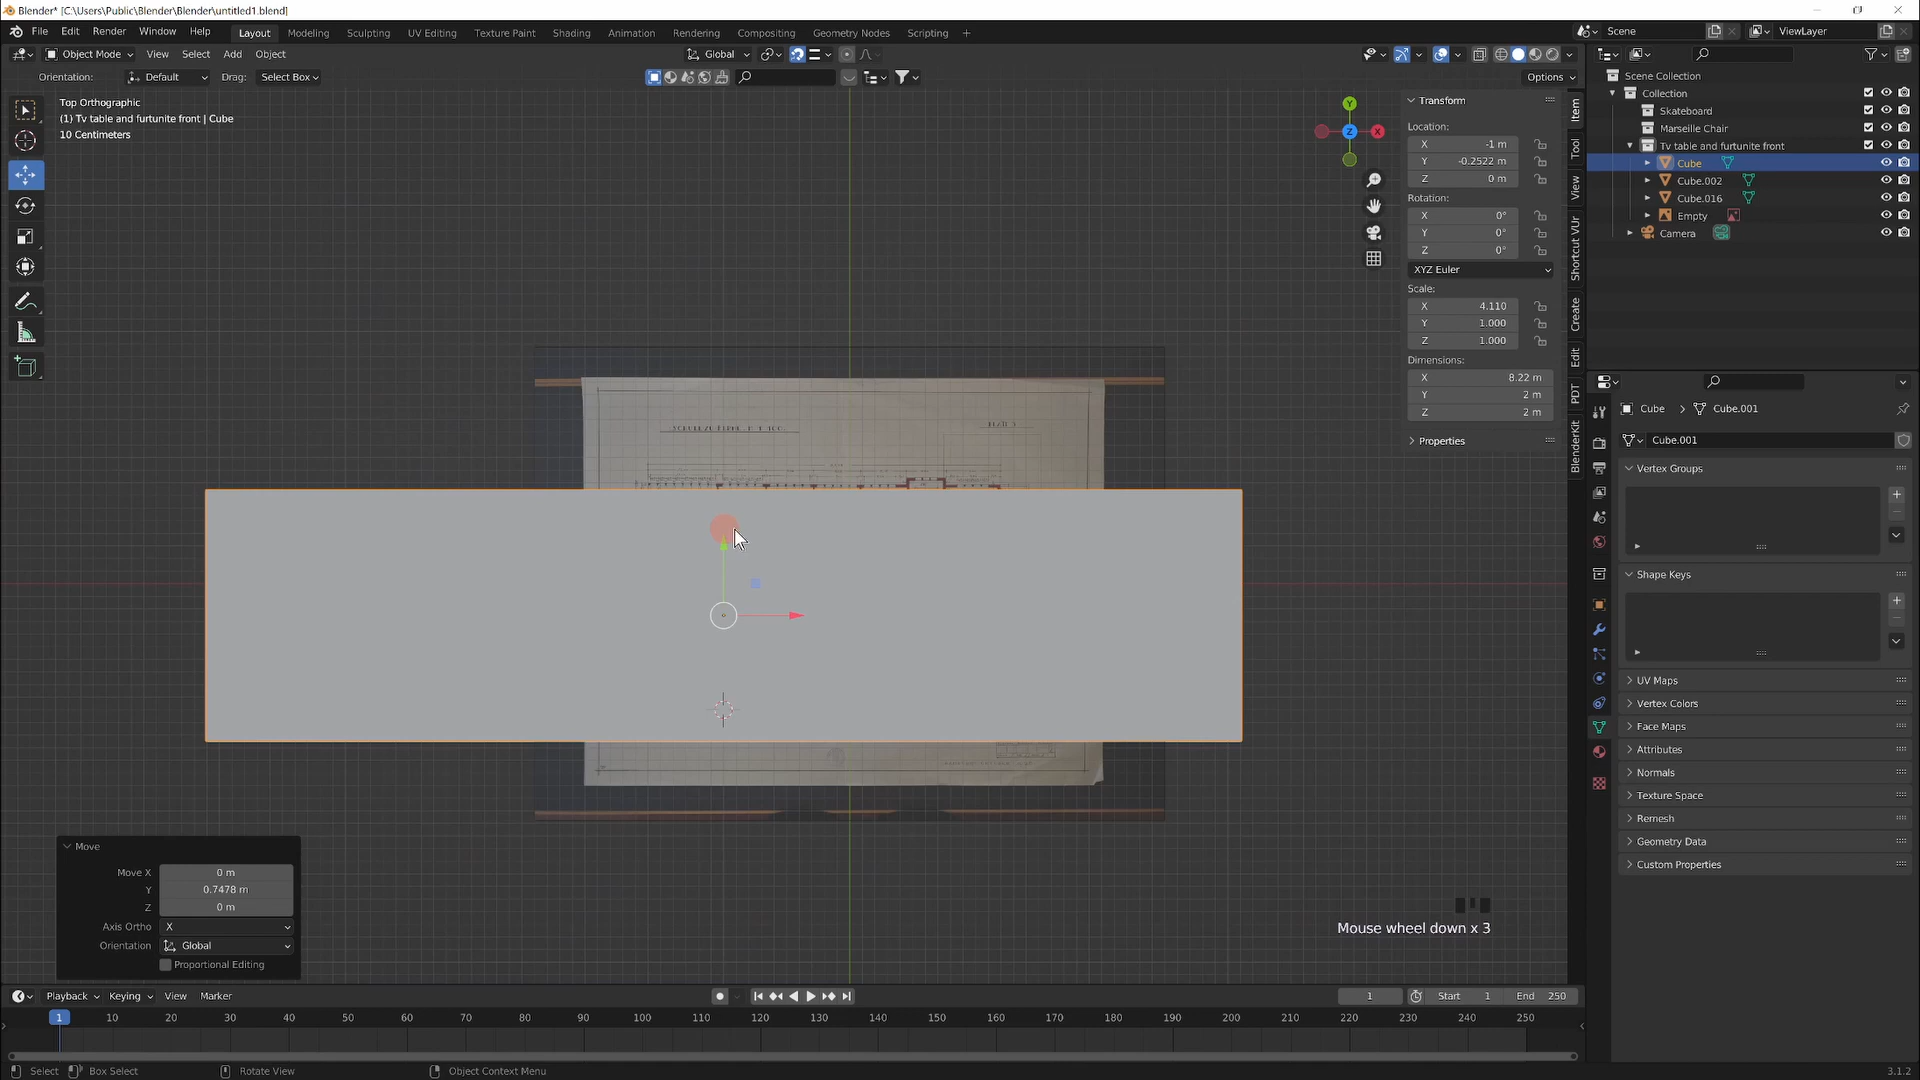 Blender* [C:\Users\Public\Blender\Blender\untitled1.blend]
File Edit Render Window Help
Layout Modeling Sculpting UV Editing Texture Paint Shading Animation Rendering Compositing Geometry Nodes Scripting +
Scene
ViewLayer
Object Mode View Select Add Object
Global
Orientation: Default Drag: Select Box
Options
Top Orthographic
(1) Tv table and furtunite front | Cube
10 Centimeters
Y
X
Z
Transform
Location:
X -1 m
Y -0.2522 m
Z 0 m
Rotation:
X 0°
Y 0°
Z 0°
XYZ Euler
Scale:
X 4.110
Y 1.000
Z 1.000
Dimensions:
X 8.22 m
Y 2 m
Z 2 m
Properties
Item
Tool
View
Shortcut VUr
Create
Edit
PDT
BlenderKit
Scene Collection
Collection
Skateboard
Marseille Chair
Tv table and furtunite front
Cube
Cube.002
Cube.016
Empty
Camera
Cube Cube.001
Cube.001
Vertex Groups
Shape Keys
UV Maps
Vertex Colors
Face Maps
Attributes
Normals
Texture Space
Remesh
Geometry Data
Custom Properties
Move
Move X 0 m
Y 0.7478 m
Z 0 m
Axis Ortho X
Orientation Global
Proportional Editing
Mouse wheel down x 3
Playback Keying View Marker
1 Start 1 End 250
1 10 20 30 40 50 60 70 80 90 100 110 120 130 140 150 160 170 180 190 200 210 220 230 240 250
Select Box Select Rotate View Object Context Menu
3.1.2